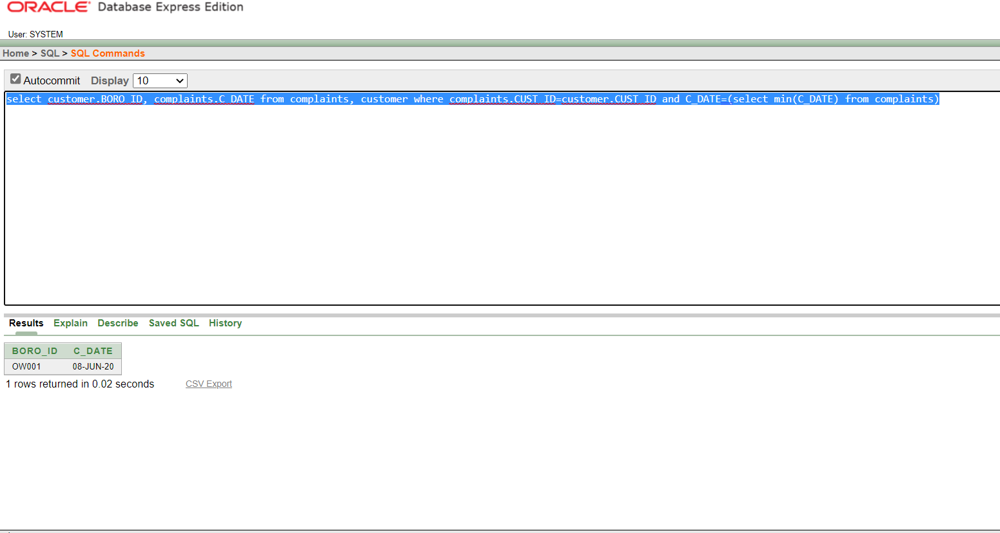 ORACLE Database Express Edition
User: SYSTEM
Home > SQL > SQL Commands
Autocommit Display 10
select customer.BORO_ID, complaints.C_DATE from complaints, customer where complaints.CUST_ID=customer.CUST_ID and C_DATE=(select min(C_DATE) from complaints)
Results Explain Describe Saved SQL History
BORO_ID C_DATE
OW001 08-JUN-20
1 rows returned in 0.02 seconds CSV Export